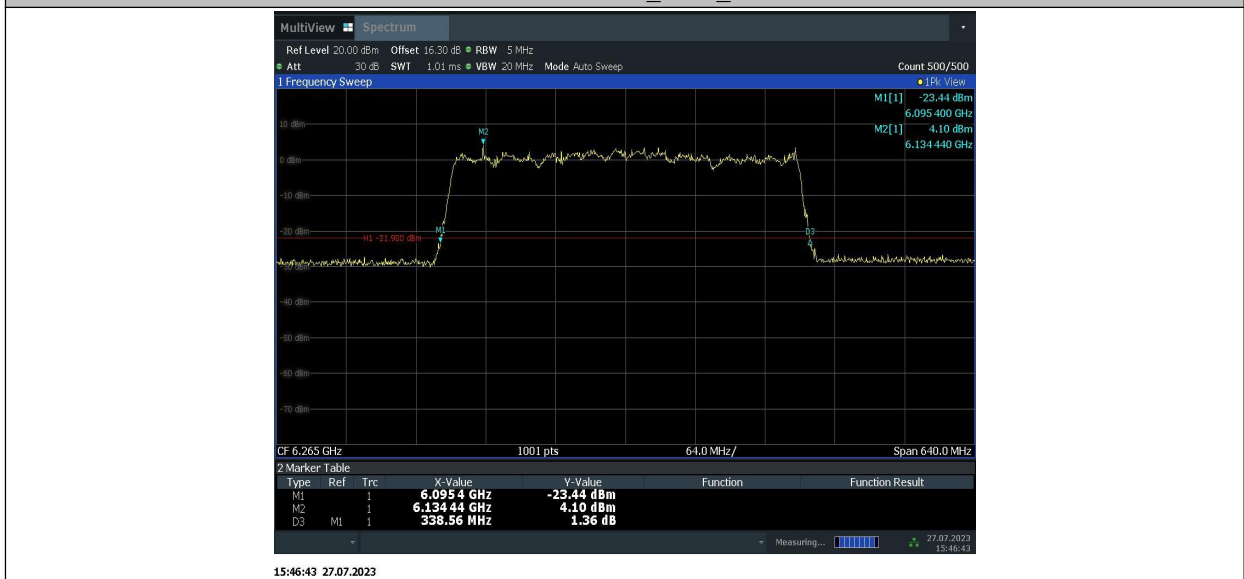 MultiView Spectrum
Ref Level 20.00 dBm Offset 16.30 dB RBW 5 MHz
Att 30 dB SWT 1.01 ms VBW 20 MHz Mode Auto Sweep Count 500/500
1 Frequency Sweep 1Pk View
M1[1] -23.44 dBm
6.095 400 GHz
10 dBm
M2
M2[1] 4.10 dBm
6.134 440 GHz
0 dBm
-10 dBm
-20 dBm
M1
D3
H1 -21.900 dBm
-30 dBm
-40 dBm
-50 dBm
-60 dBm
-70 dBm
CF 6.265 GHz 1001 pts 64.0 MHz/ Span 640.0 MHz
2 Marker Table
Type Ref Trc X-Value Y-Value Function Function Result
M1 1 6.095 4 GHz -23.44 dBm
M2 1 6.134 44 GHz 4.10 dBm
D3 M1 1 338.56 MHz 1.36 dB
Measuring... 27.07.2023
15:46:43
15:46:43 27.07.2023